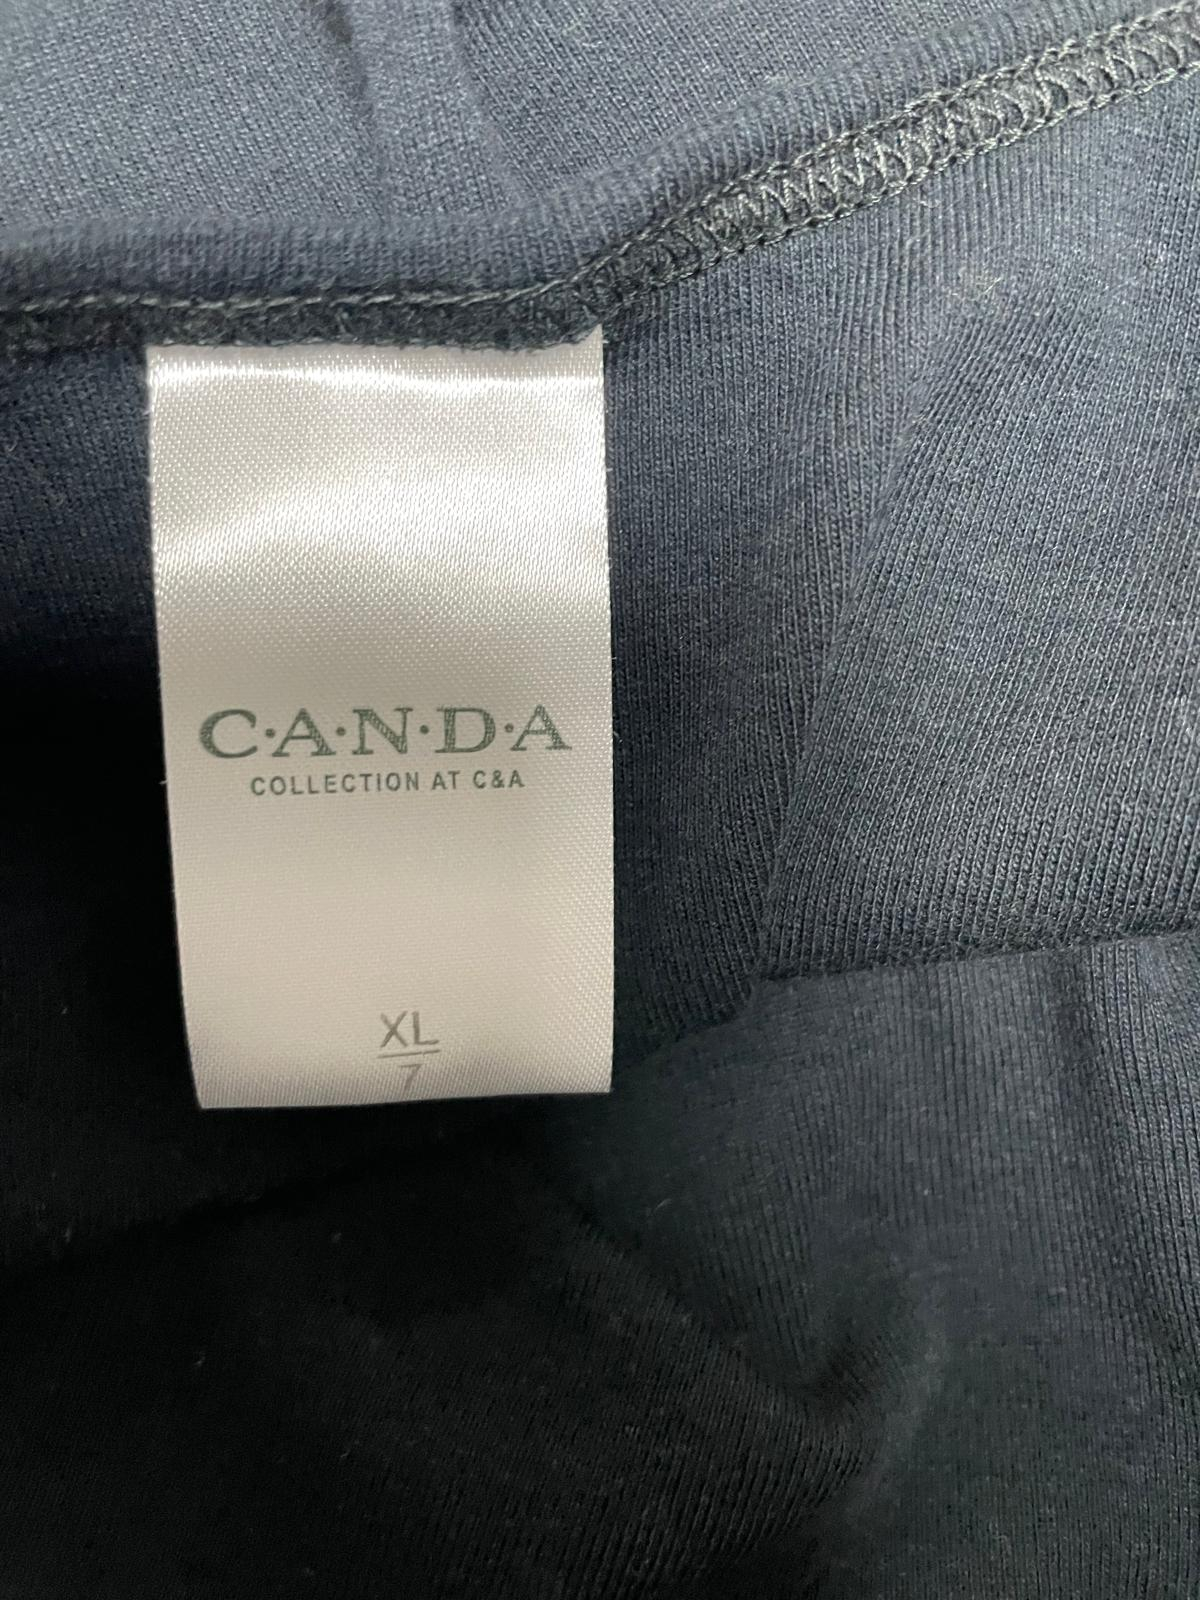 C·A·N·D·A
COLLECTION AT C&A
XL
7